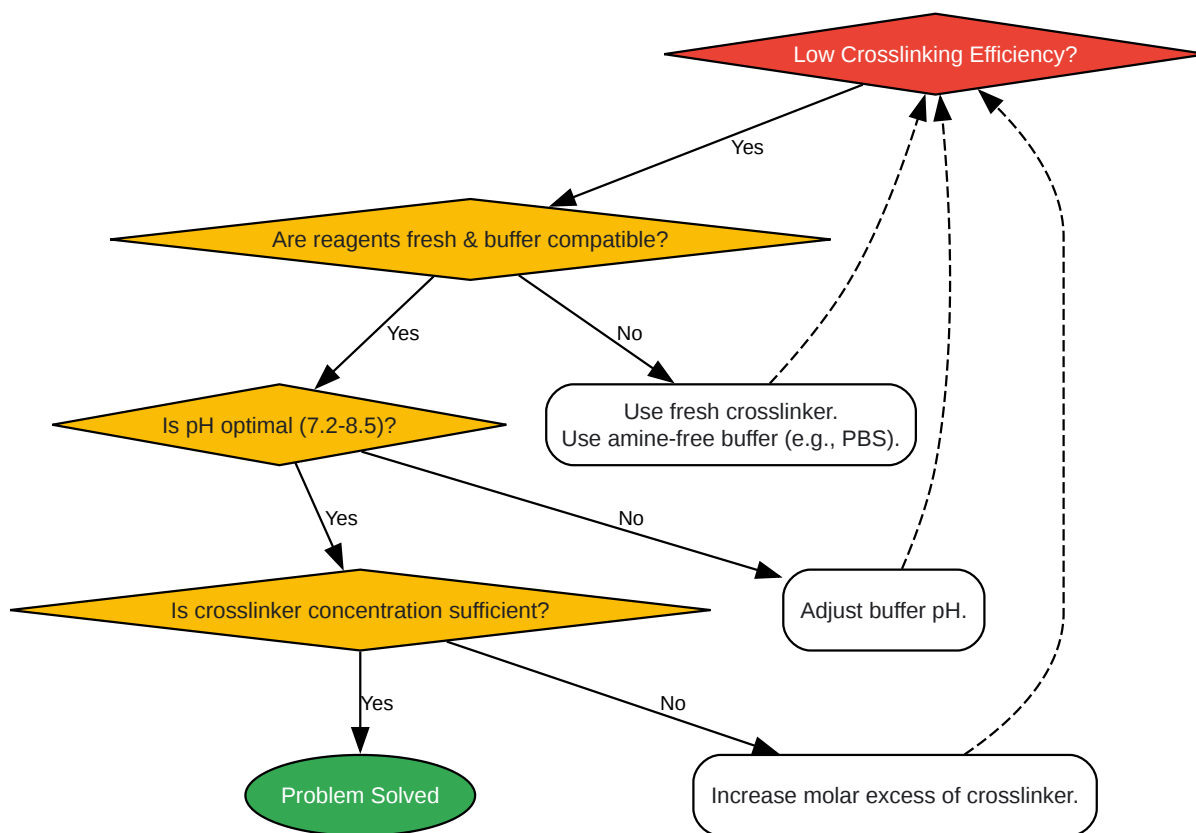 Low Crosslinking Efficiency?
Yes
Are reagents fresh & buffer compatible?
Yes
No
Use fresh crosslinker.
Use amine-free buffer (e.g., PBS).
Is pH optimal (7.2-8.5)?
Yes
No
Adjust buffer pH.
Is crosslinker concentration sufficient?
Yes
No
Problem Solved
Increase molar excess of crosslinker.